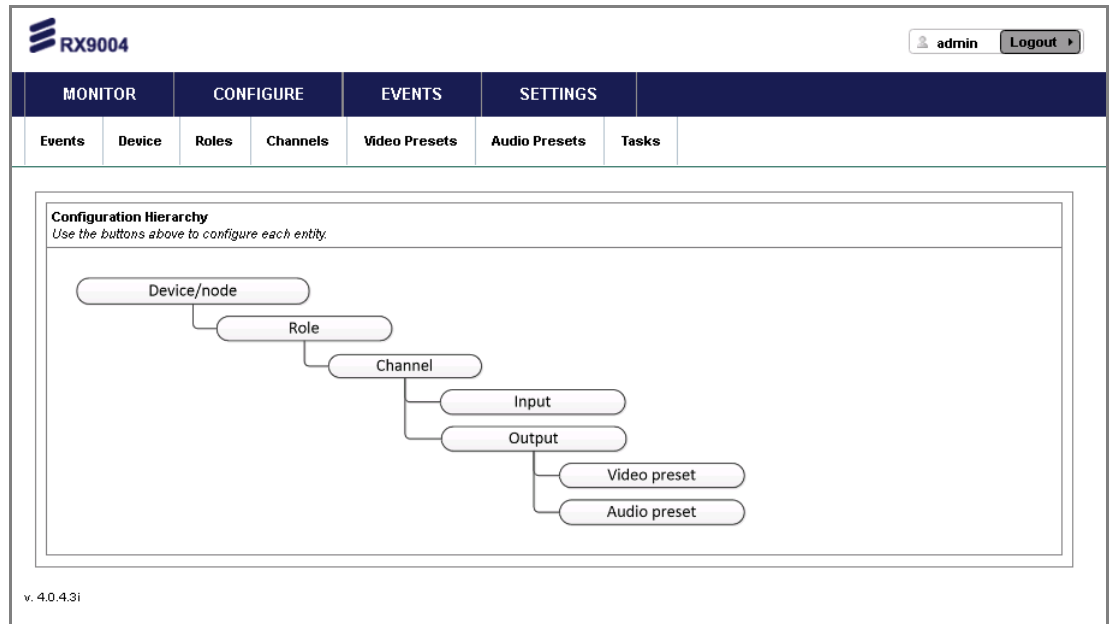 RX9004
admin Logout
MONITOR CONFIGURE EVENTS SETTINGS
Events Device Roles Channels Video Presets Audio Presets Tasks
Configuration Hierarchy
Use the buttons above to configure each entity.
Device/node
Role
Channel
Input
Output
Video preset
Audio preset
v. 4.0.4.3i